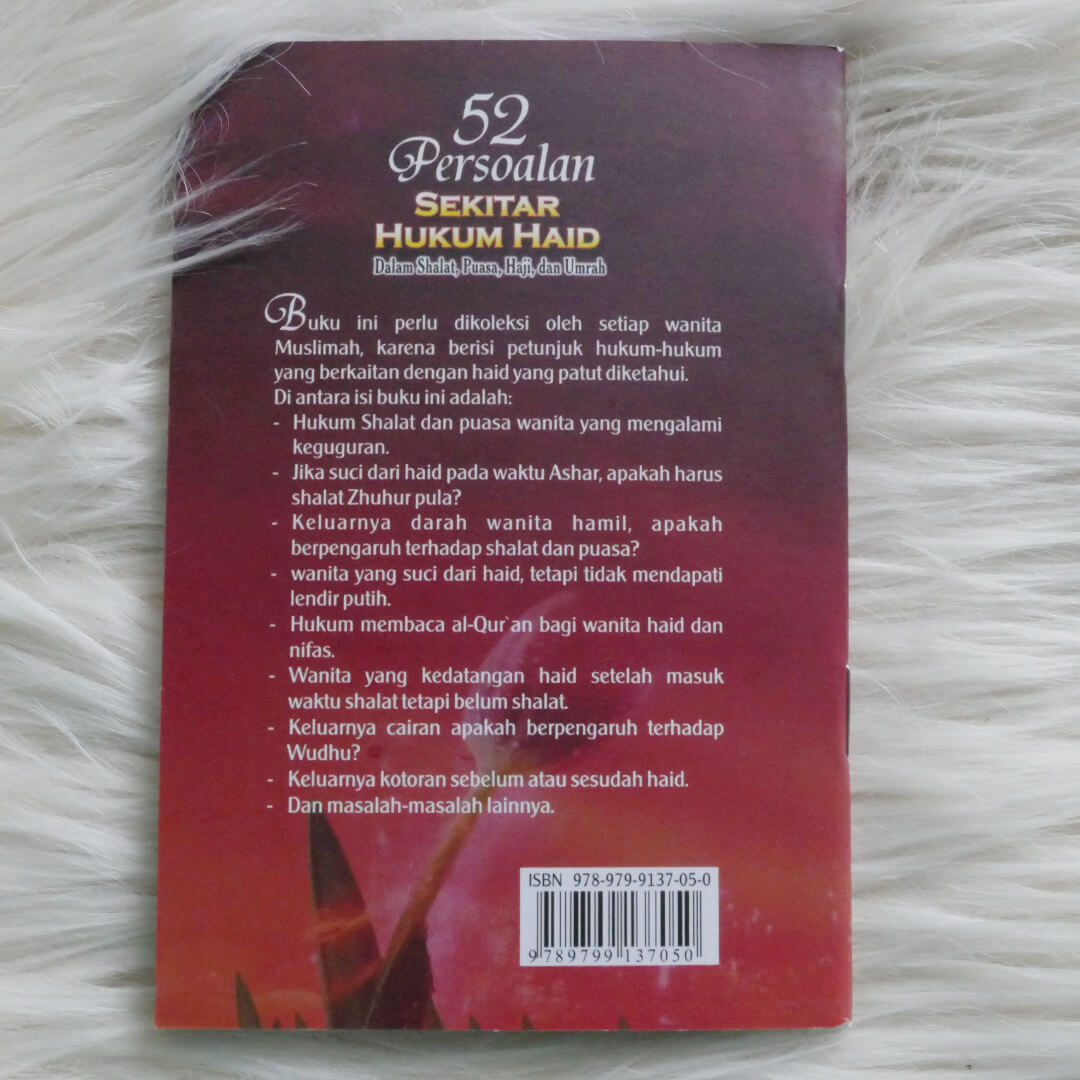 52
Persoalan
SEKITAR
HUKUM HAID
Dalam Shalat, Puasa, Haji, dan Umrah
Buku ini perlu dikoleksi oleh setiap wanita
Muslimah, karena berisi petunjuk hukum-hukum
yang berkaitan dengan haid yang patut diketahui.
Di antara isi buku ini adalah:
- Hukum Shalat dan puasa wanita yang mengalami
keguguran.
- Jika suci dari haid pada waktu Ashar, apakah harus
shalat Zhuhur pula?
- Keluarnya darah wanita hamil, apakah
berpengaruh terhadap shalat dan puasa?
- wanita yang suci dari haid, tetapi tidak mendapati
lendir putih.
- Hukum membaca al-Qur`an bagi wanita haid dan
nifas.
- Wanita yang kedatangan haid setelah masuk
waktu shalat tetapi belum shalat.
- Keluarnya cairan apakah berpengaruh terhadap
Wudhu?
- Keluarnya kotoran sebelum atau sesudah haid.
- Dan masalah-masalah lainnya.
ISBN 978-979-9137-05-0
9 789799 137050